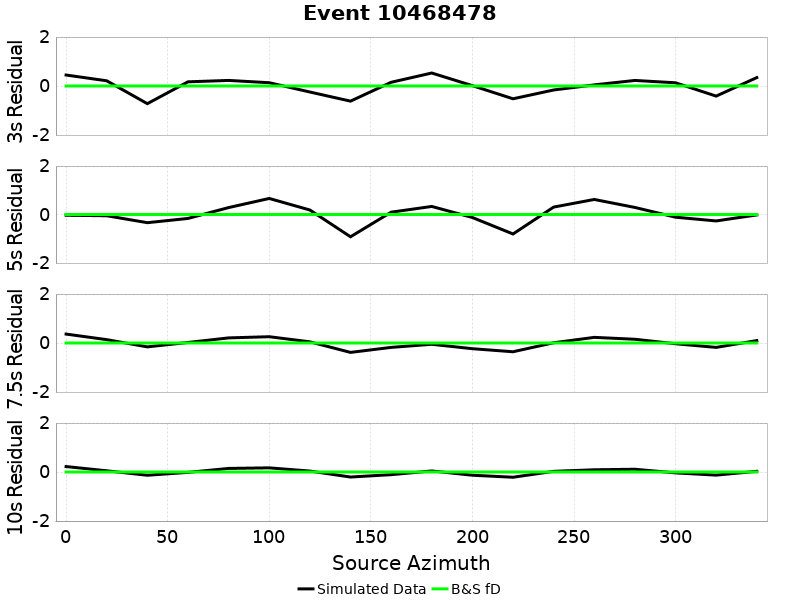 Event 10468478
3s Residual
2
0
-2
5s Residual
2
0
-2
7.5s Residual
2
0
-2
10s Residual
2
0
-2
0 50 100 150 200 250 300
Source Azimuth
Simulated Data B&S fD